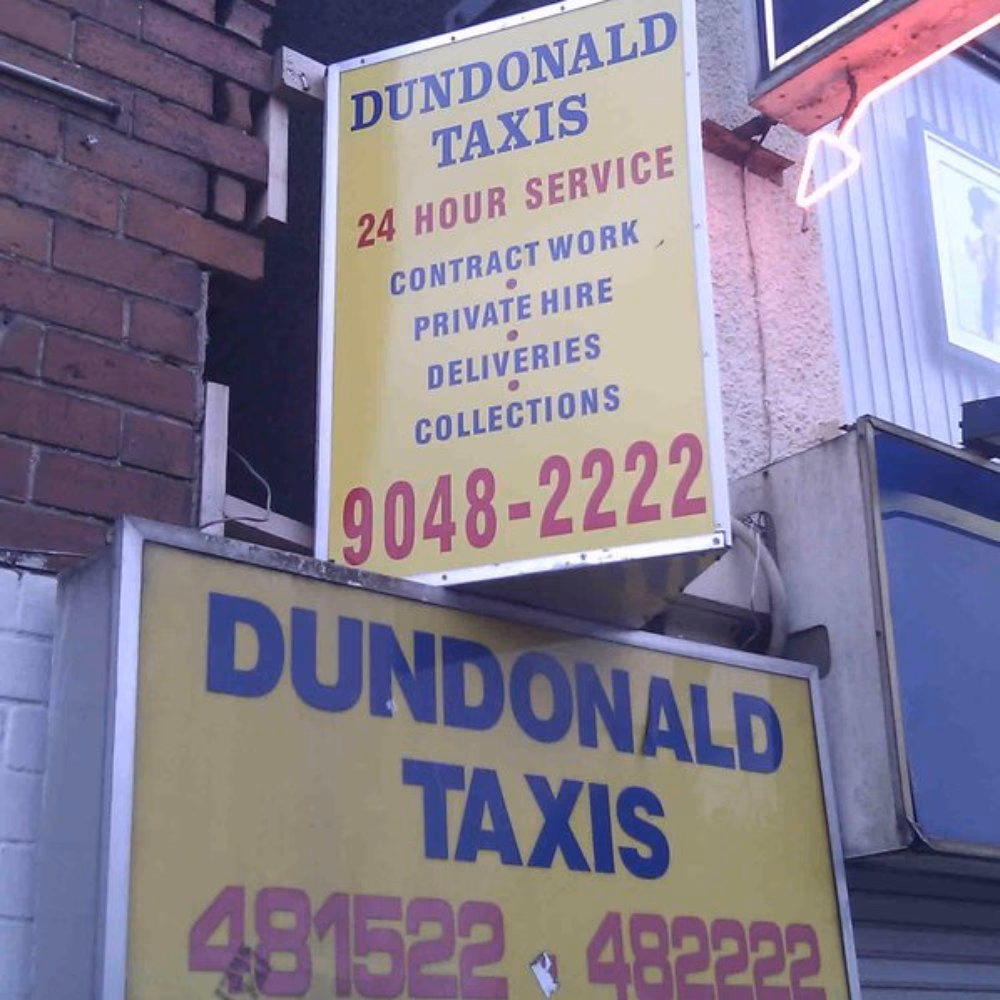 DUNDONALD
TAXIS
24 HOUR SERVICE
CONTRACT WORK
•
PRIVATE HIRE
•
DELIVERIES
•
COLLECTIONS
9048-2222
DUNDONALD
TAXIS
481522 482222